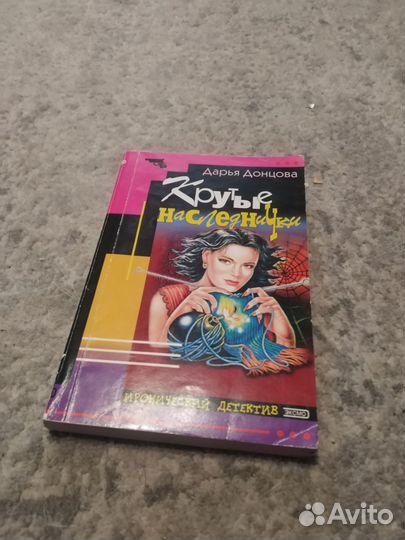 Дарья Донцова
Крутые
наследнички
ИРОНИЧЕСКИЙ ДЕТЕКТИВ
ЭКСМО
Avito